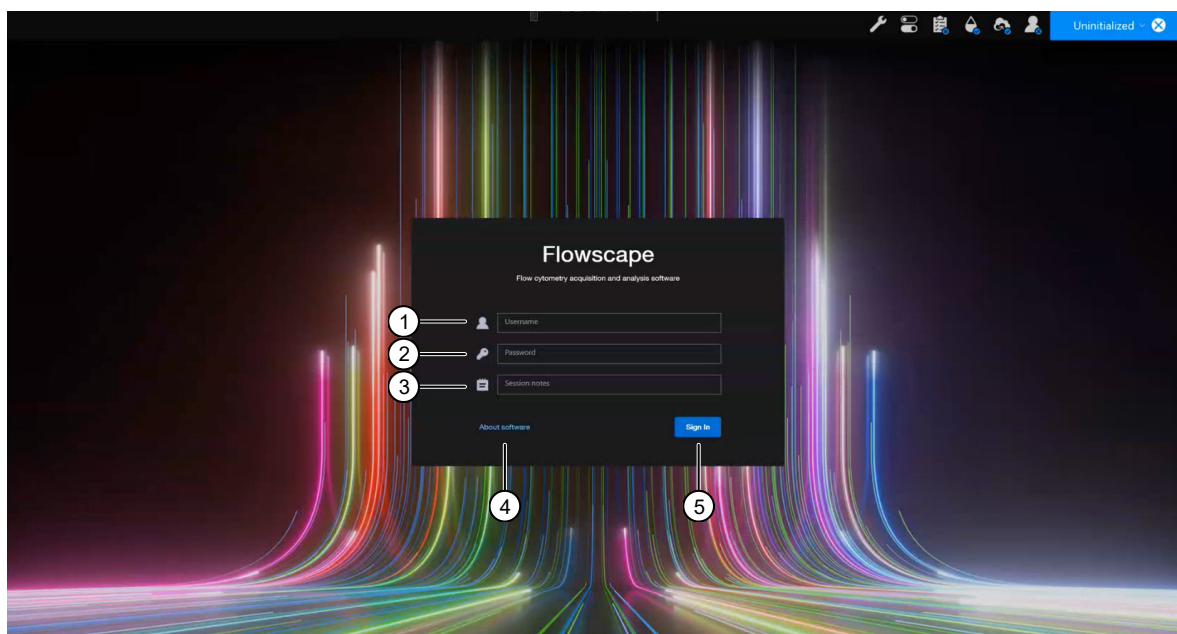 Uninitialized
Flowscape
Flow cytometry acquisition and analysis software
1 Username
2 Password
3 Session notes
About software Sign In
4 5